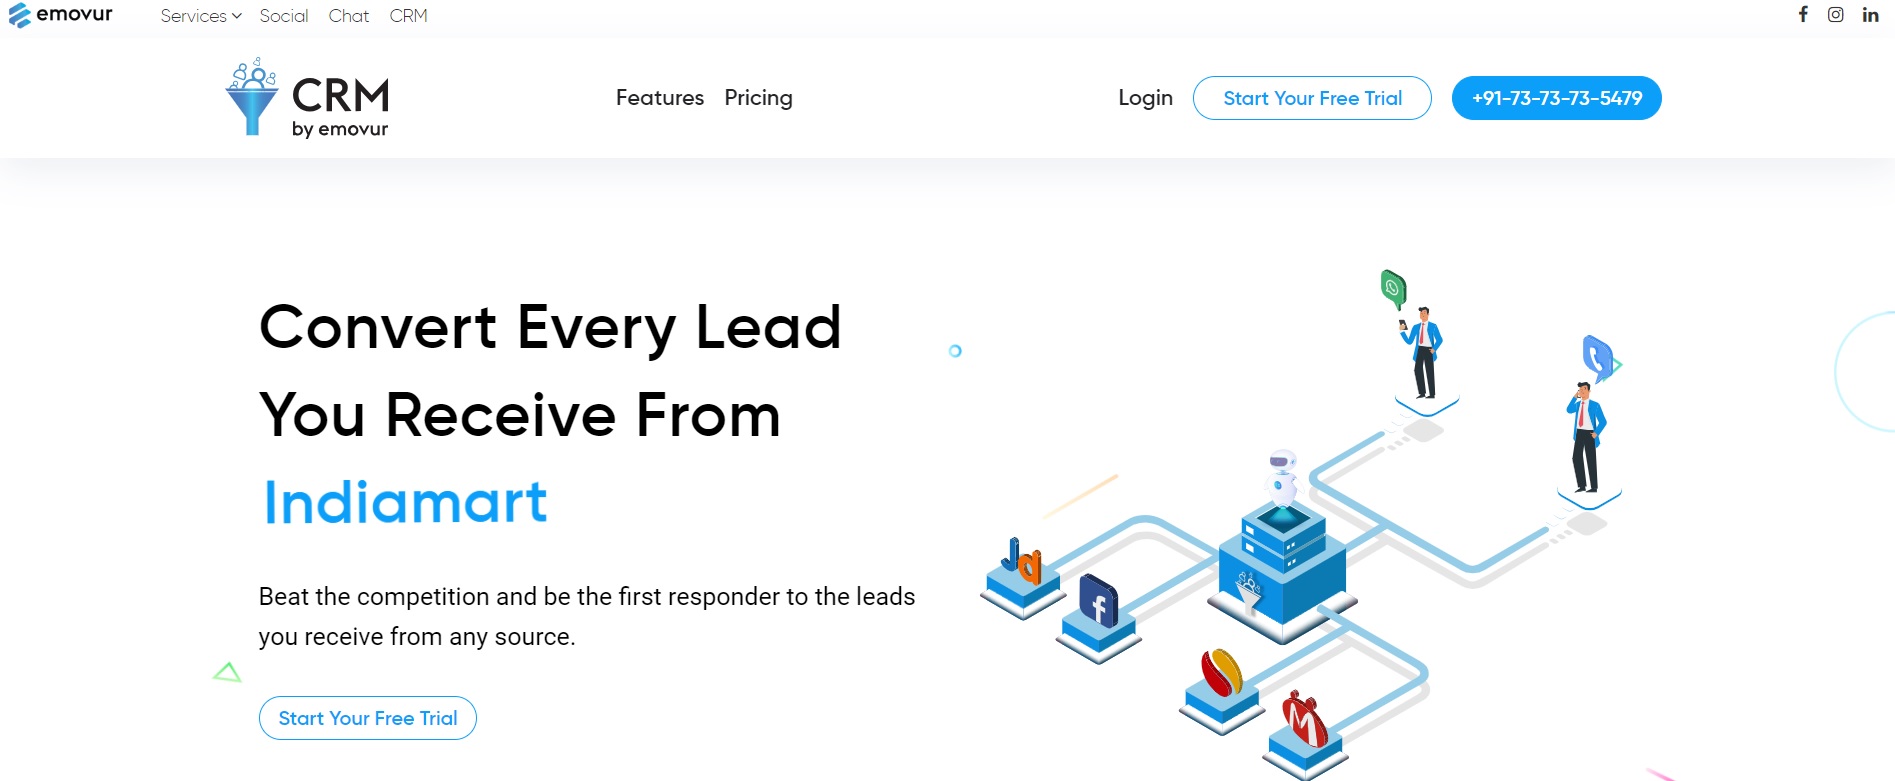 emovur
Services Social Chat CRM
CRM
by emovur
Features Pricing
Login Start Your Free Trial +91-73-73-73-5479
Convert Every Lead
You Receive From
Indiamart
Beat the competition and be the first responder to the leads
you receive from any source.
Start Your Free Trial
Jd
f
M